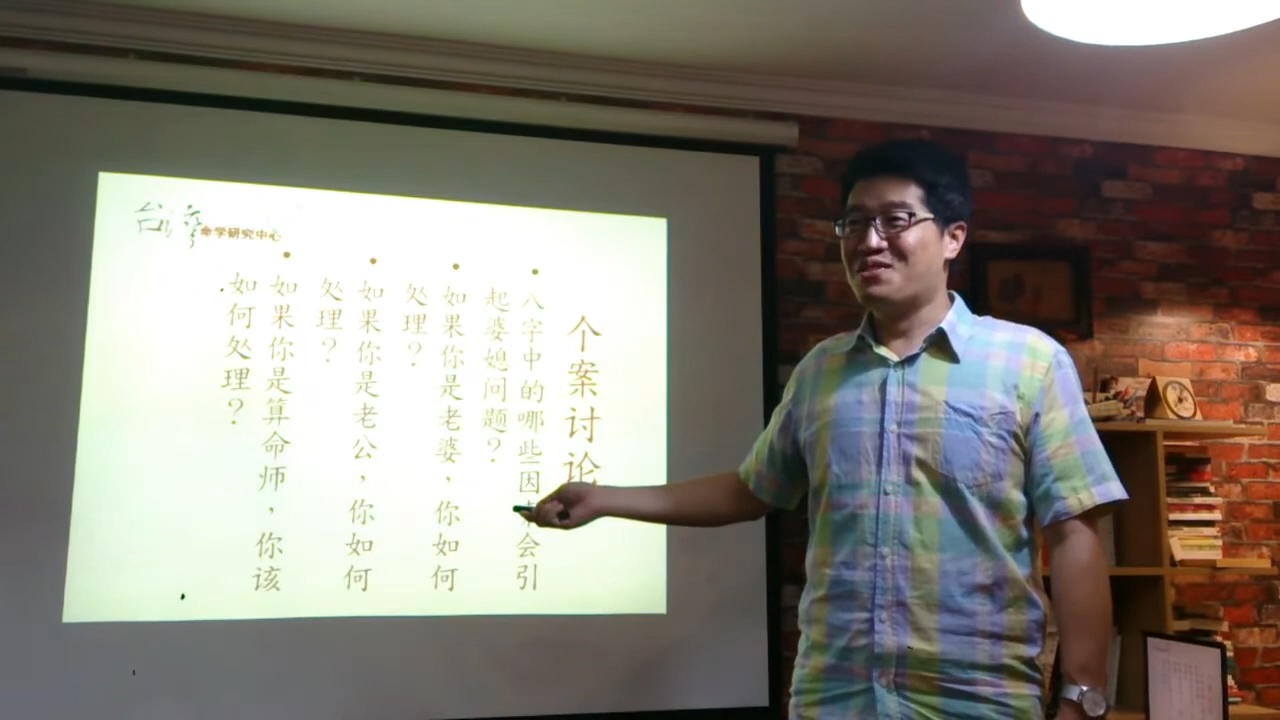 命学研究中心
个案讨论
• 八字中的哪些因素会引
起婆媳问题？
• 如果你是老婆，你如何
处理？
• 如果你是老公，你如何
处理？
• 如果你是算命师，你该
如何处理？